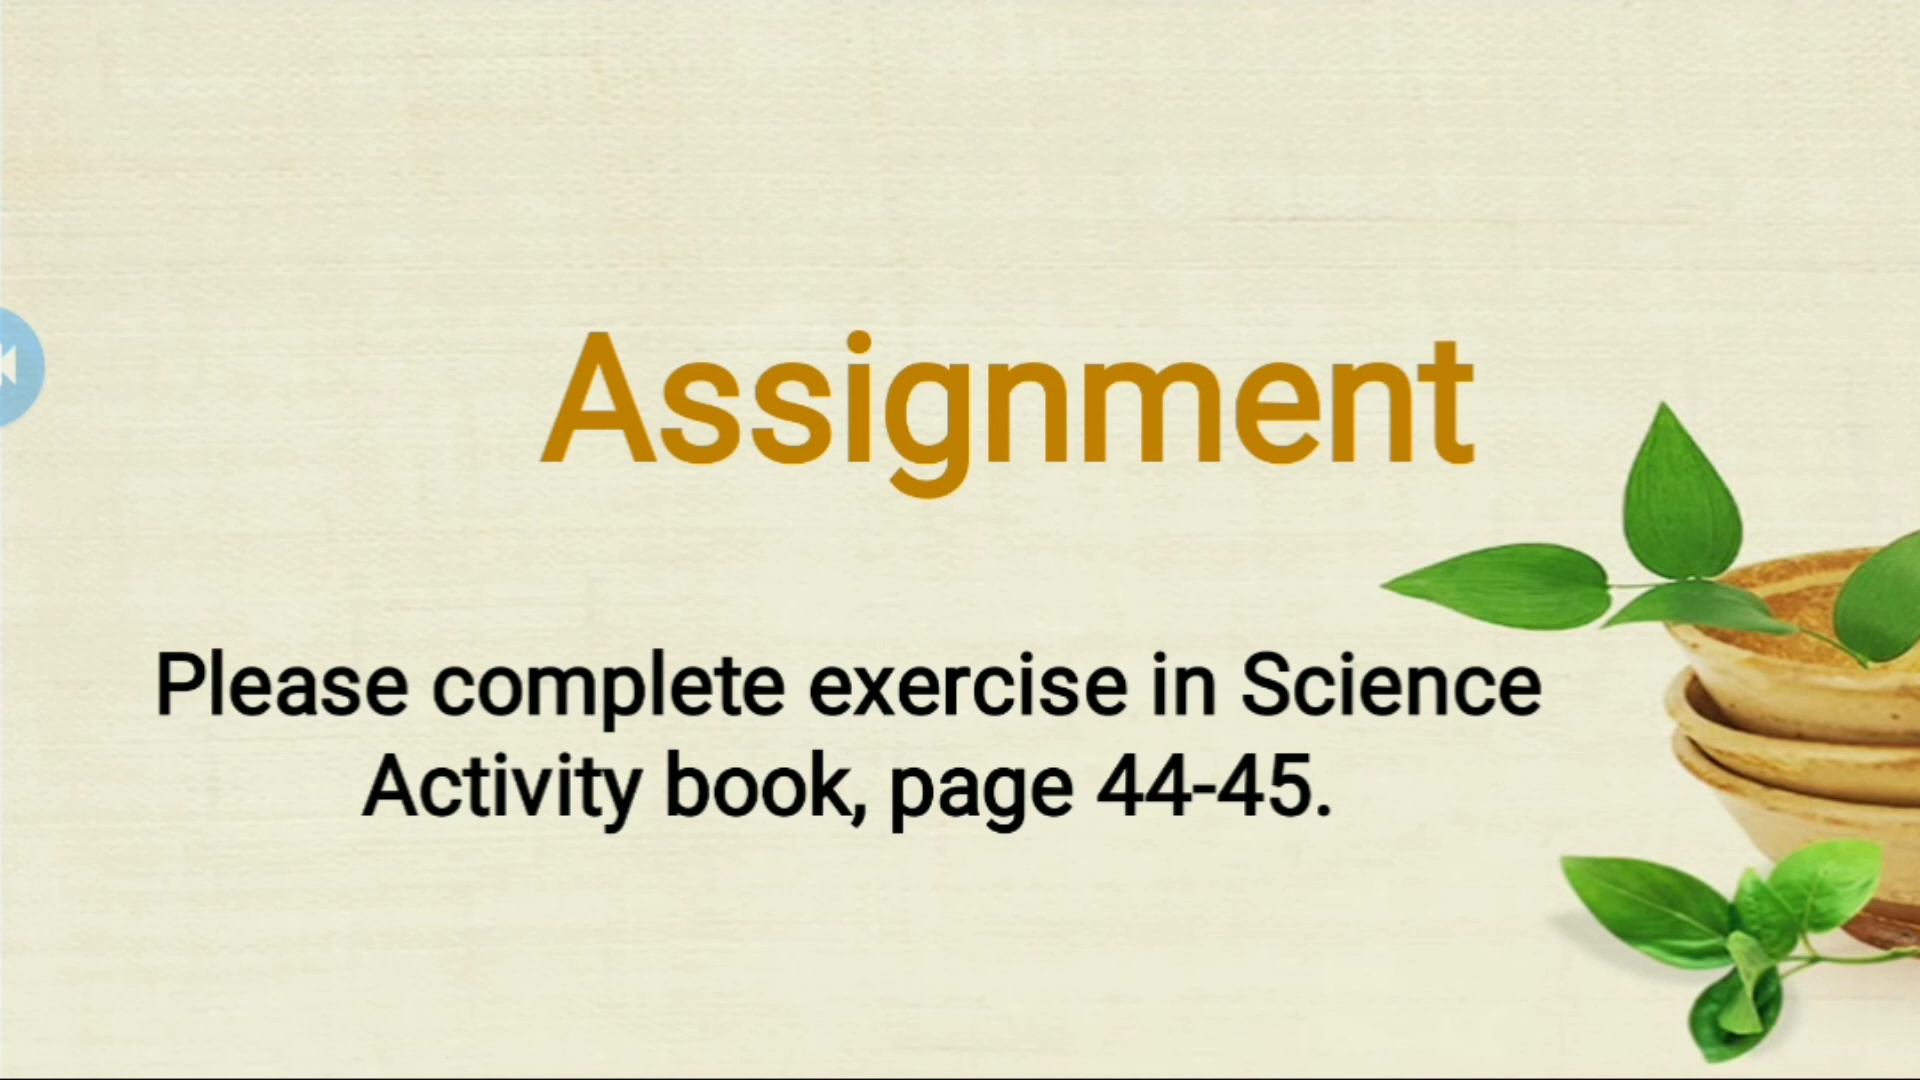 Assignment
Please complete exercise in Science
Activity book, page 44-45.